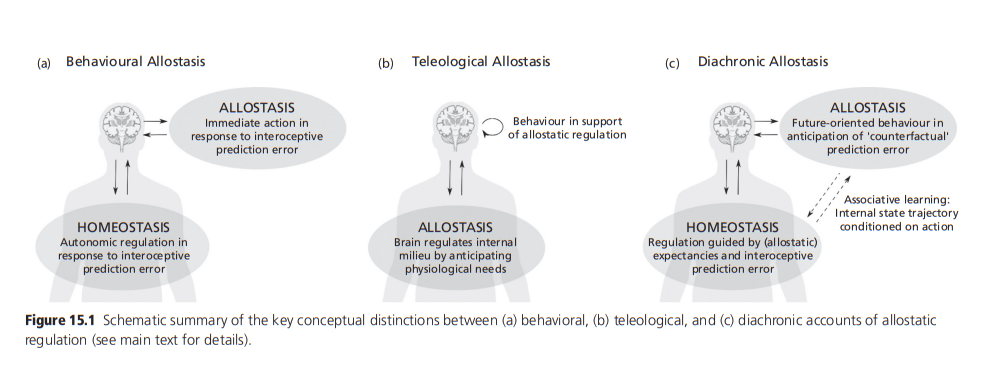 (a) Behavioural Allostasis
ALLOSTASIS
Immediate action in
response to interoceptive
prediction error
HOMEOSTASIS
Autonomic regulation in
response to interoceptive
prediction error
(b) Teleological Allostasis
Behaviour in support
of allostatic regulation
ALLOSTASIS
Brain regulates internal
milieu by anticipating
physiological needs
(c) Diachronic Allostasis
ALLOSTASIS
Future-oriented behaviour in
anticipation of 'counterfactual'
prediction error
Associative learning:
Internal state trajectory
conditioned on action
HOMEOSTASIS
Regulation guided by (allostatic)
expectancies and interoceptive
prediction error
Figure 15.1 Schematic summary of the key conceptual distinctions between (a) behavioral, (b) teleological, and (c) diachronic accounts of allostatic
regulation (see main text for details).